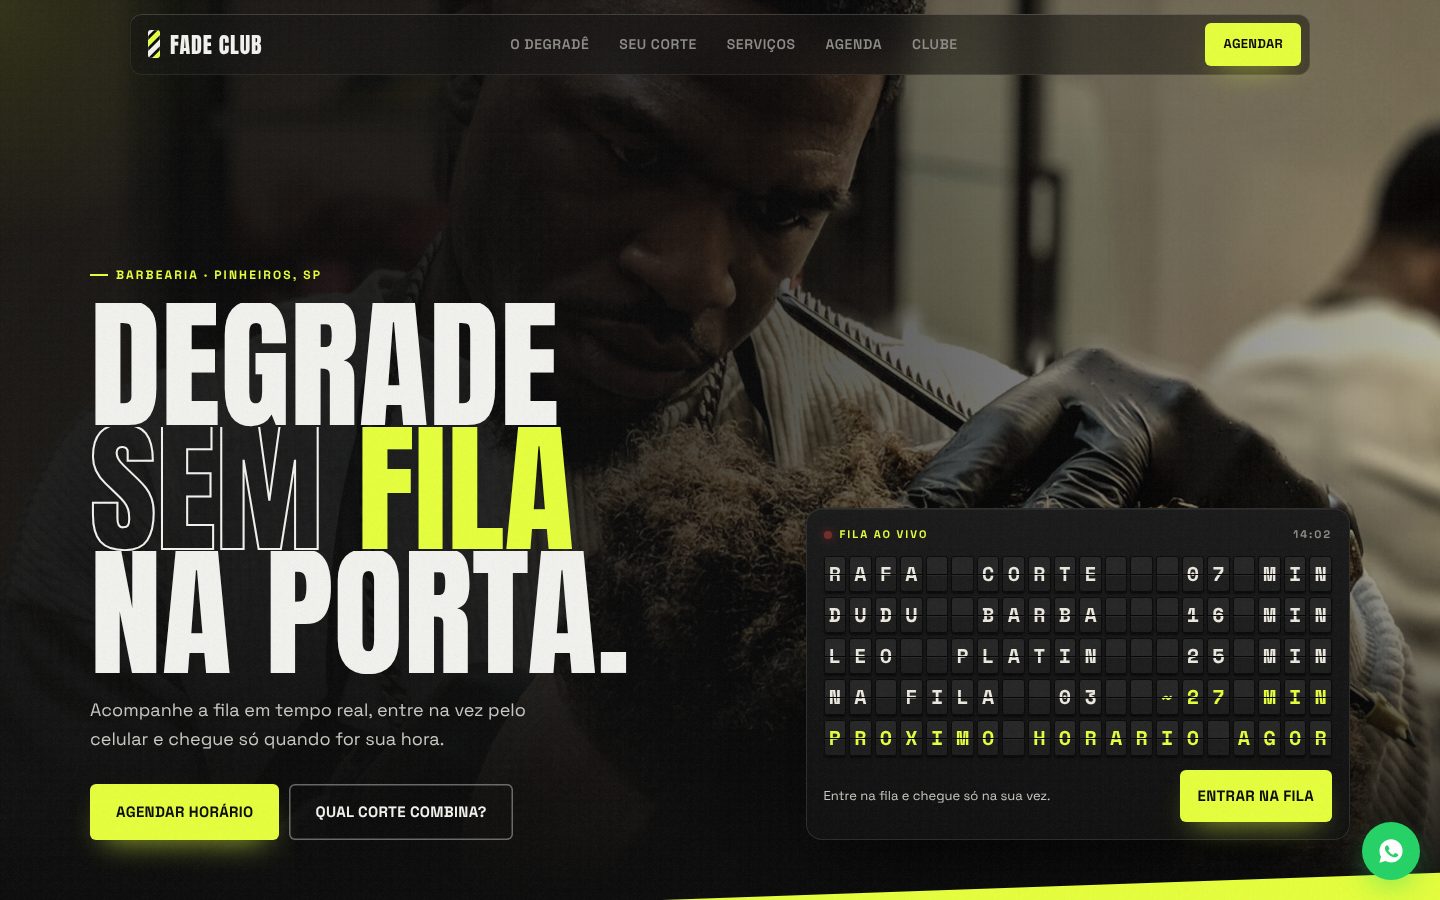 FADE CLUB
O DEGRADÊ SEU CORTE SERVIÇOS AGENDA CLUBE
AGENDAR
BARBEARIA · PINHEIROS, SP
DEGRADE
SEM FILA
NA PORTA.
Acompanhe a fila em tempo real, entre na vez pelo
celular e chegue só quando for sua hora.
AGENDAR HORÁRIO
QUAL CORTE COMBINA?
FILA AO VIVO 14:02
RAFA CORTE 07 MIN
DUDU BARBA 16 MIN
LEO PLATIN 25 MIN
NA FILA 03 ~27 MIN
PROXIMO HORARIO AGOR
Entre na fila e chegue só na sua vez.
ENTRAR NA FILA